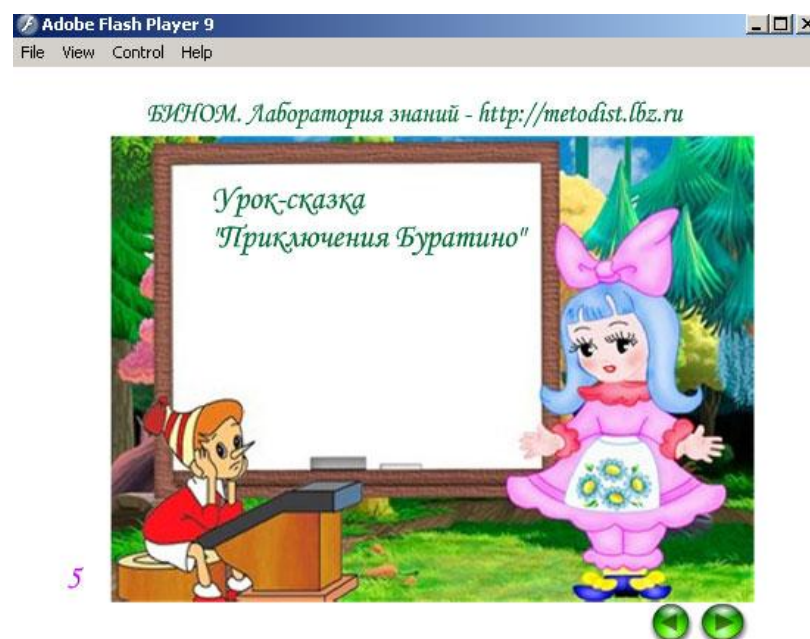 Adobe Flash Player 9
File View Control Help
БИНОМ. Лаборатория знаний - http://metodist.lbz.ru
Урок-сказка
"Приключения Буратино"
5